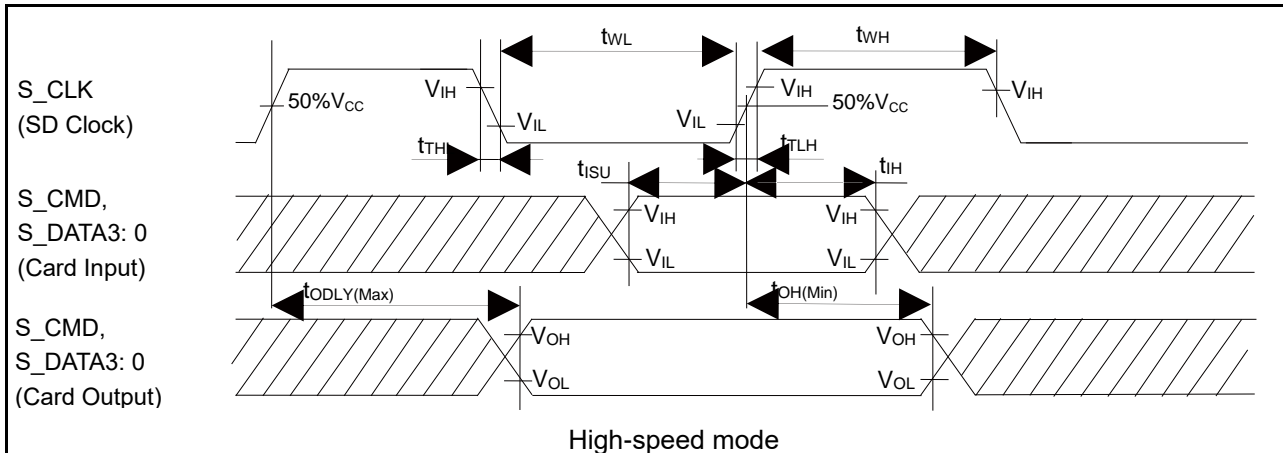 tWL
tWH
S_CLK
(SD Clock)
50%VCC
VIH
VIL
VIL
VIH
50%VCC
VIH
tTHL
tTLH
tISU
tIH
S_CMD,
S_DATA3: 0
(Card Input)
VIH
VIL
VIH
VIL
tODLY(Max)
tOH(Min)
S_CMD,
S_DATA3: 0
(Card Output)
VOH
VOL
VOH
VOL
High-speed mode